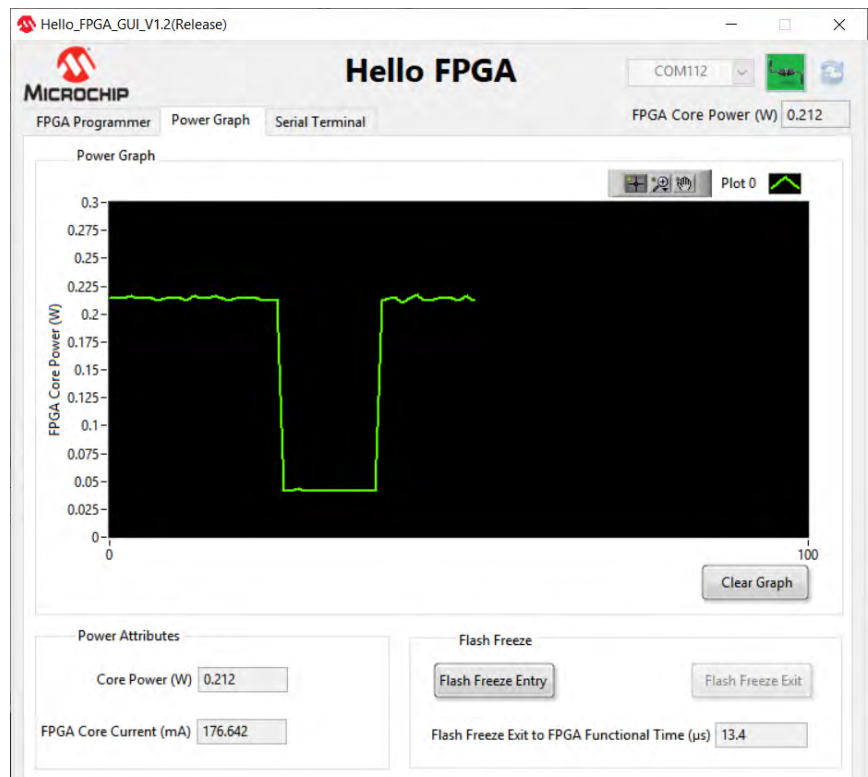 Hello_FPGA_GUI_V1.2(Release)
MICROCHIP
Hello FPGA
COM112
FPGA Programmer
Power Graph
Serial Terminal
FPGA Core Power (W) 0.212
Power Graph
Plot 0
0.3
0.275
0.25
0.225
0.2
0.175
0.15
0.125
0.1
0.075
0.05
0.025
0
FPGA Core Power (W)
0
100
Clear Graph
Power Attributes
Core Power (W) 0.212
FPGA Core Current (mA) 176.642
Flash Freeze
Flash Freeze Entry
Flash Freeze Exit
Flash Freeze Exit to FPGA Functional Time (µs) 13.4